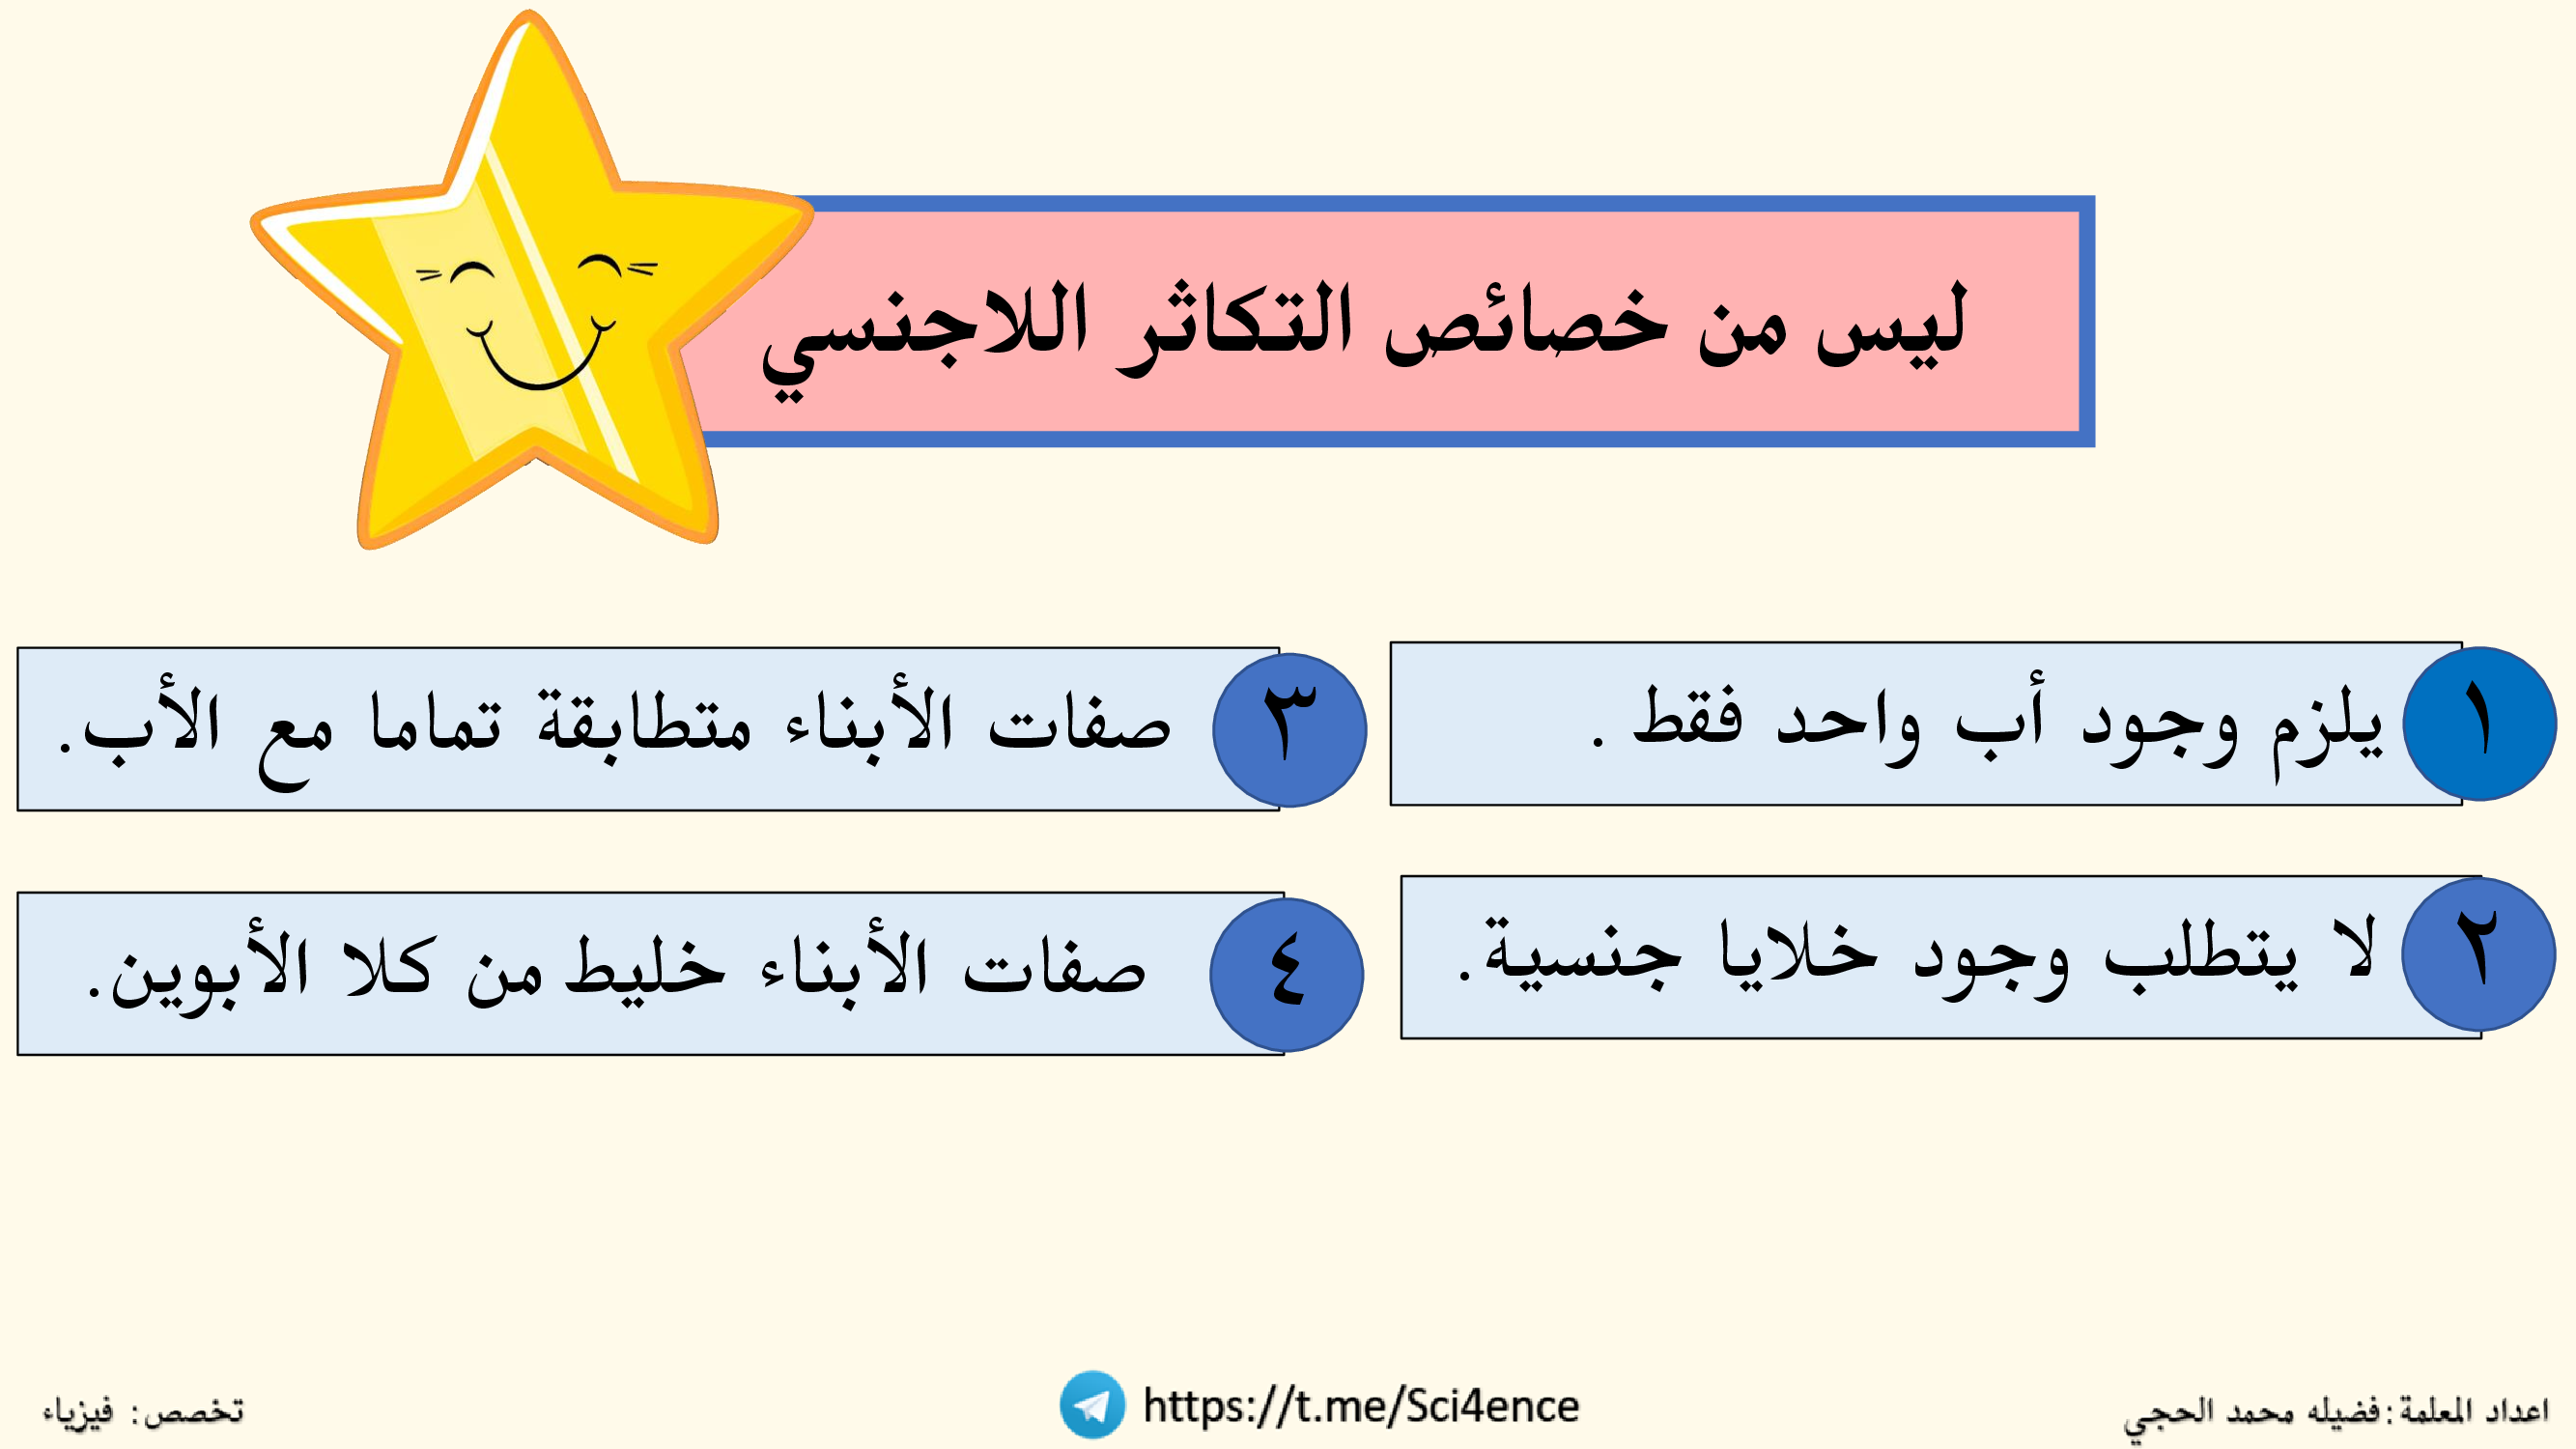 ليس من خصائص التكاثر اللاجنسي
١ يلزم وجود أب واحد فقط .
٢ لا يتطلب وجود خلايا جنسية.
٣ صفات الأبناء متطابقة تماما مع الأب.
٤ صفات الأبناء خليط من كلا الأبوين.
اعداد المعلمة:فضيله محمد الحجي
https://t.me/Sci4ence
تخصص: فيزياء